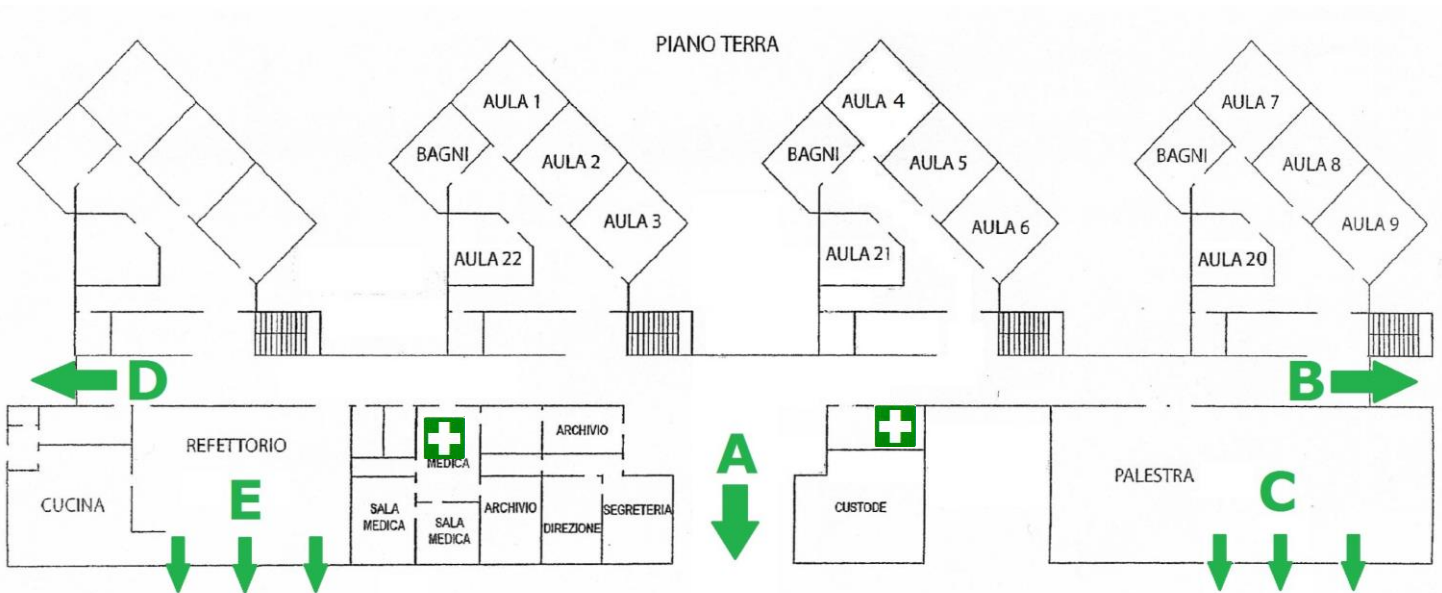 PIANO TERRA
AULA 1
AULA 4
AULA 7
BAGNI
AULA 2
BAGNI
AULA 5
BAGNI
AULA 8
AULA 3
AULA 6
AULA 9
AULA 22
AULA 21
AULA 20
D
B
REFETTORIO
ARCHIVIO
MEDICA
A
PALESTRA
CUCINA
E
SALA
MEDICA
SALA
MEDICA
ARCHIVIO
DIREZIONE
SEGRETERIA
CUSTODE
C